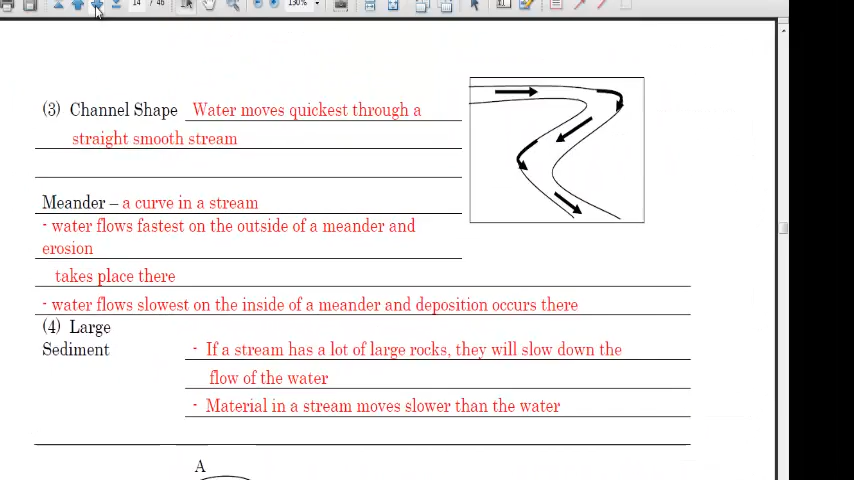 14 / 46
130%
(3) Channel Shape Water moves quickest through a
straight smooth stream
Meander – a curve in a stream
- water flows fastest on the outside of a meander and
erosion
takes place there
- water flows slowest on the inside of a meander and deposition occurs there
(4) Large
Sediment
- If a stream has a lot of large rocks, they will slow down the
flow of the water
- Material in a stream moves slower than the water
A